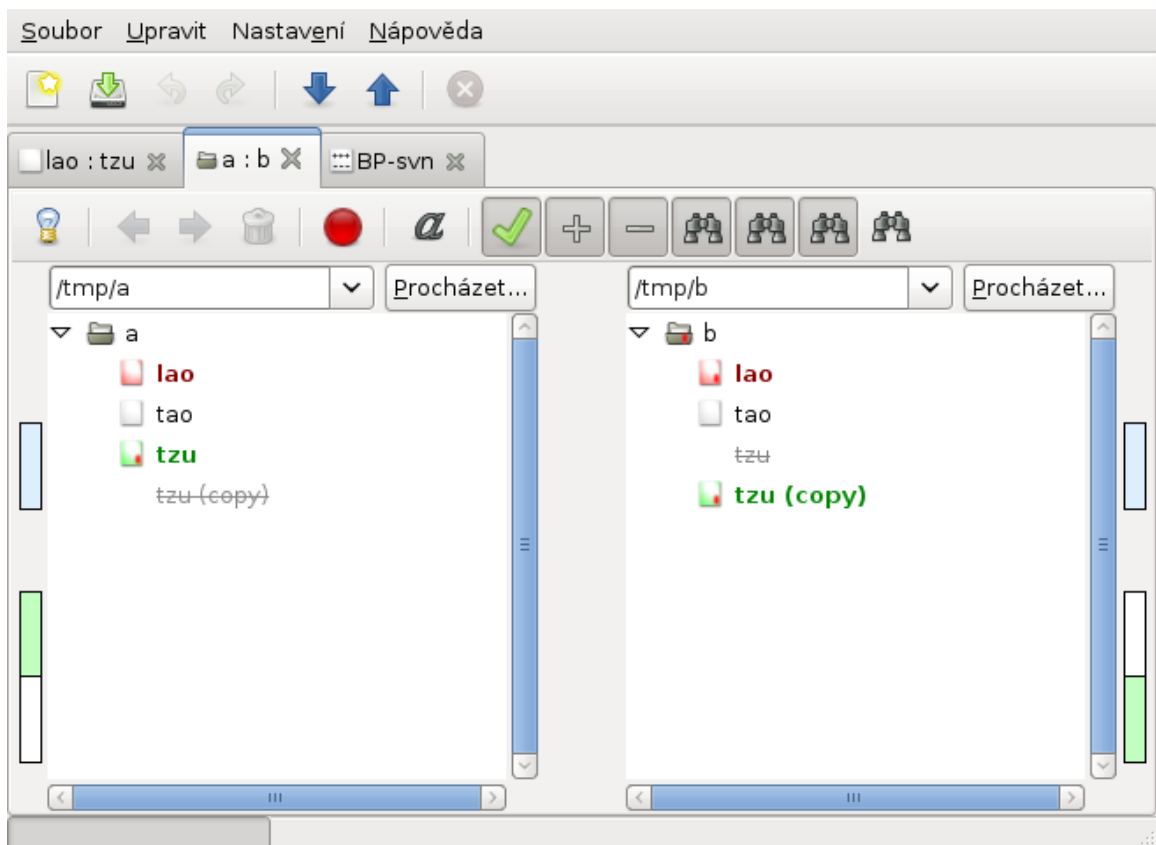 Soubor Upravit Nastavení Nápověda
lao : tzu a : b BP-svn
a
/tmp/a Procházet... /tmp/b Procházet...
a b
lao lao
tao tao
tzu tzu
tzu (copy) tzu (copy)